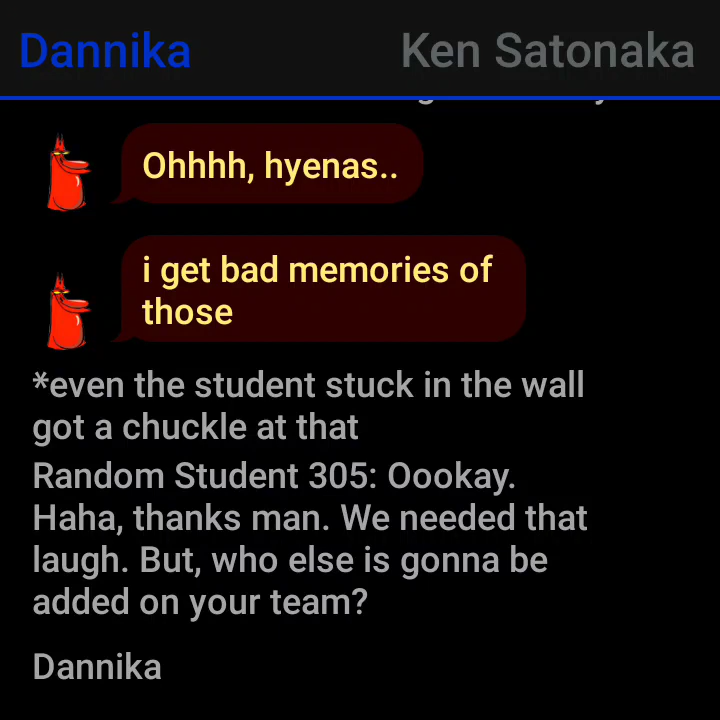 Dannika
Ken Satonaka
Ohhhh, hyenas..
i get bad memories of
those
*even the student stuck in the wall
got a chuckle at that
Random Student 305: Oookay.
Haha, thanks man. We needed that
laugh. But, who else is gonna be
added on your team?
Dannika